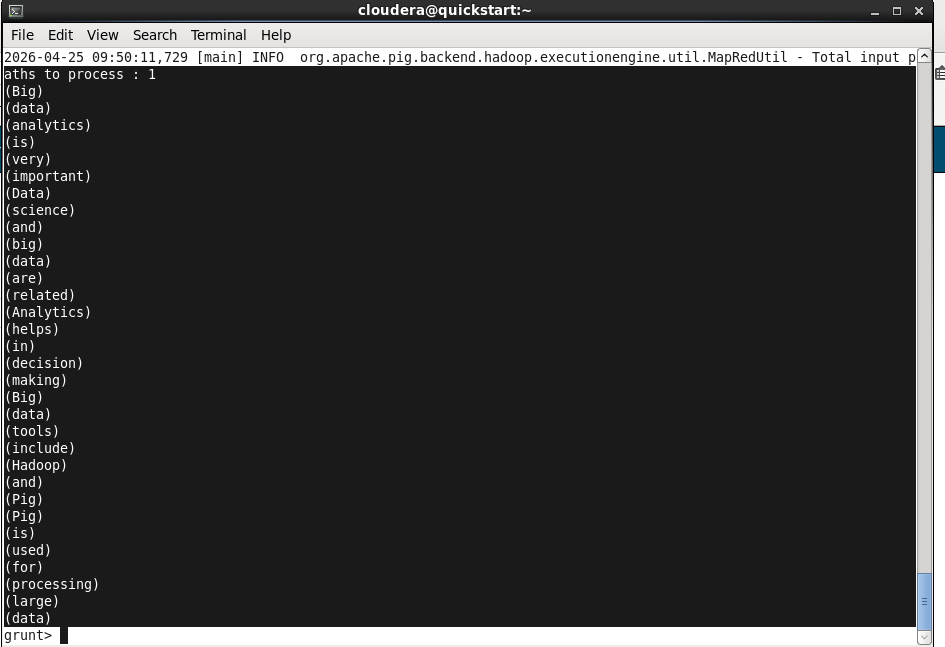 cloudera@quickstart:~
File Edit View Search Terminal Help
2026-04-25 09:50:11,729 [main] INFO  org.apache.pig.backend.hadoop.executionengine.util.MapRedUtil - Total input p
aths to process : 1
(Big)
(data)
(analytics)
(is)
(very)
(important)
(Data)
(science)
(and)
(big)
(data)
(are)
(related)
(Analytics)
(helps)
(in)
(decision)
(making)
(Big)
(data)
(tools)
(include)
(Hadoop)
(and)
(Pig)
(Pig)
(is)
(used)
(for)
(processing)
(large)
(data)
grunt>